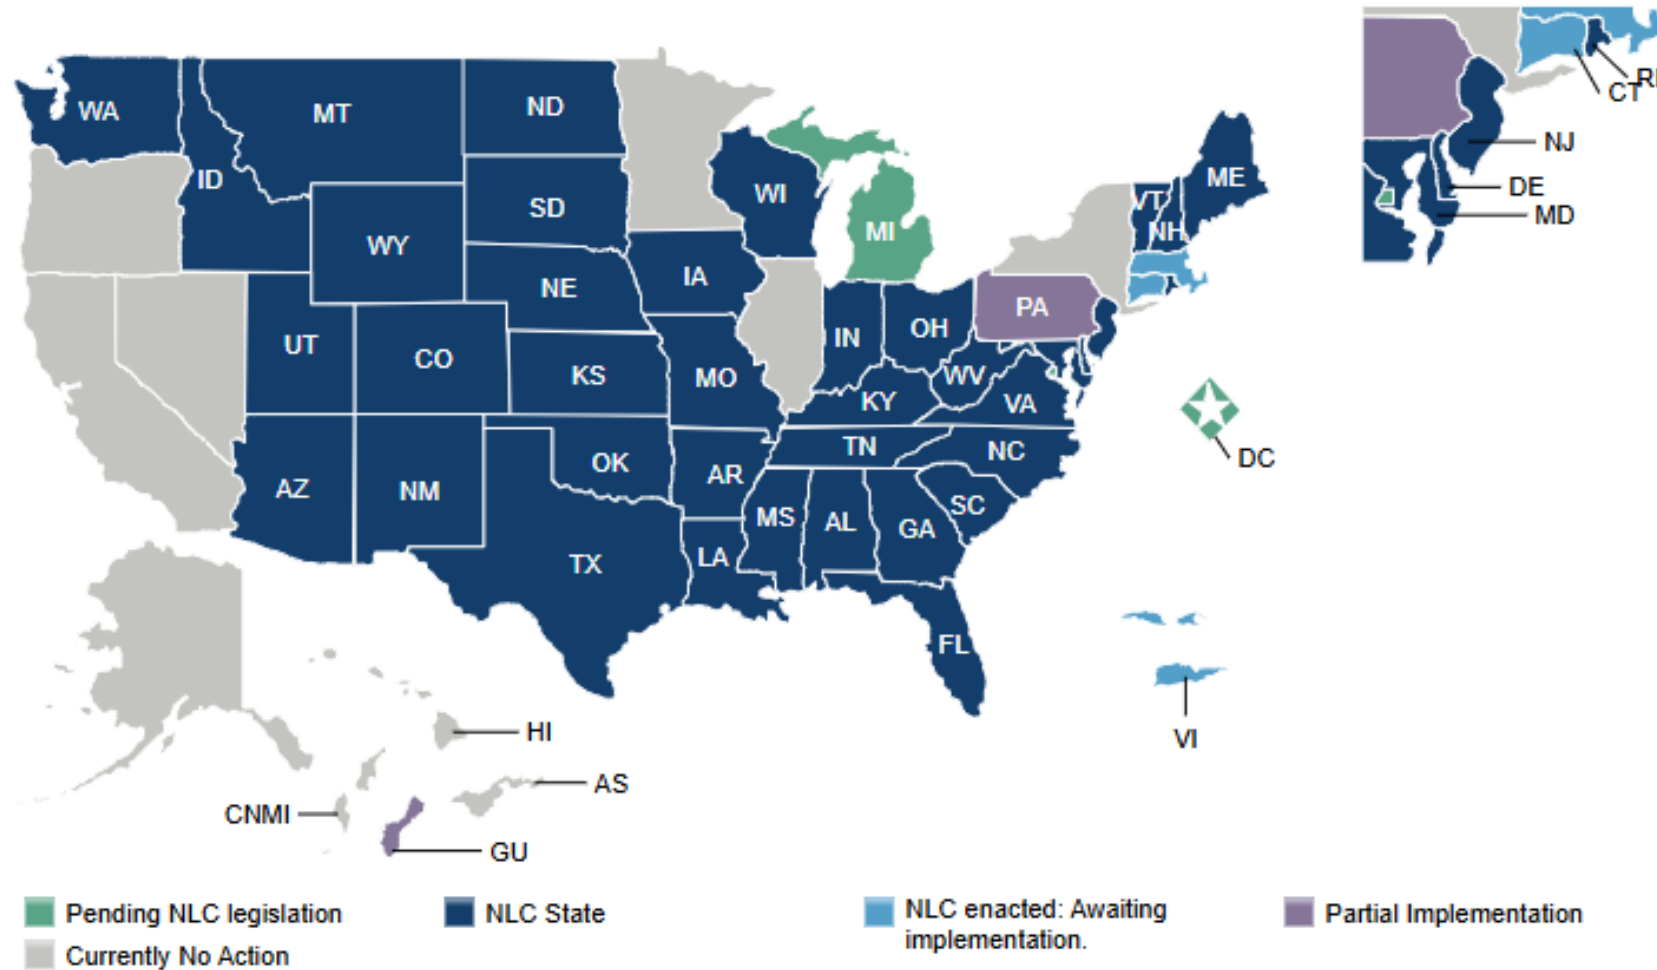 WA
MT
ND
ID
SD
WI
MI
VT
NH
ME
WY
NE
IA
PA
UT
CO
KS
MO
IN
OH
WV
KY
VA
AZ
NM
OK
AR
TN
NC
TX
LA
MS
AL
GA
SC
FL
CT
NJ
DE
MD
DC
VI
HI
AS
CNMI
GU
Pending NLC legislation
NLC State
NLC enacted: Awaiting
implementation.
Partial Implementation
Currently No Action